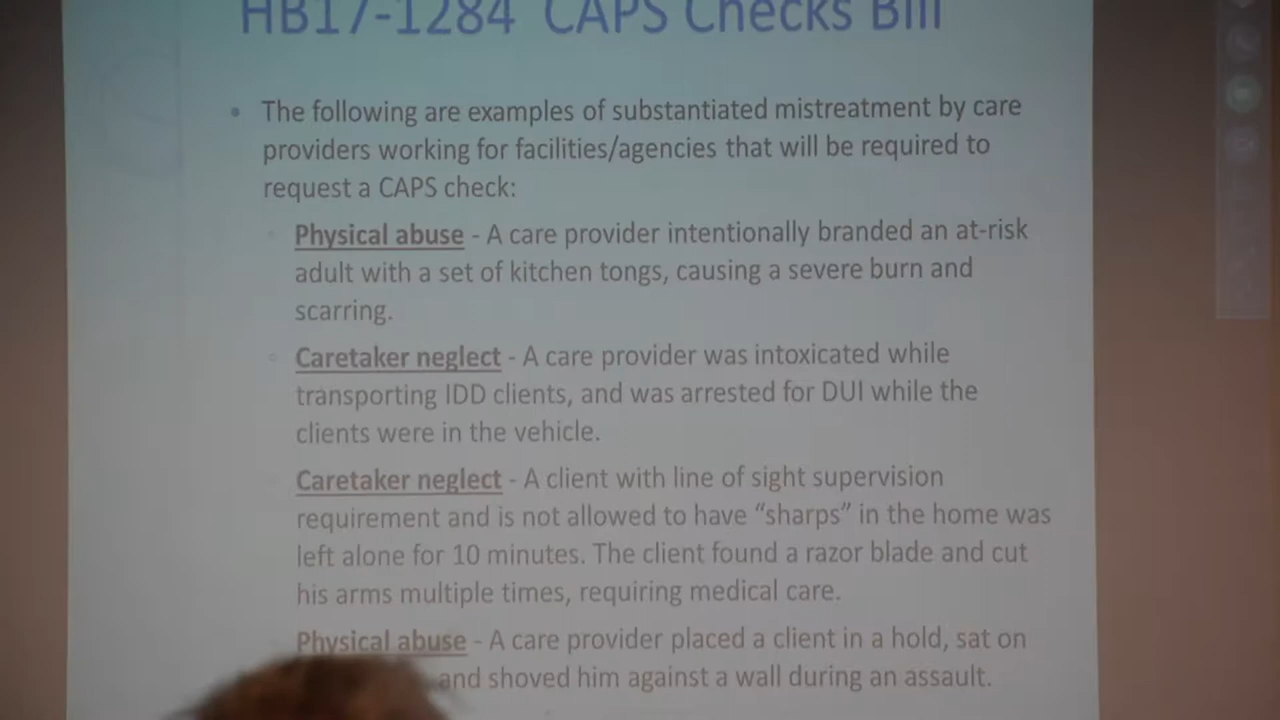 HB17-1284 CAPS Checks Bill
• The following are examples of substantiated mistreatment by care
providers working for facilities/agencies that will be required to
request a CAPS check:
Physical abuse - A care provider intentionally branded an at-risk
adult with a set of kitchen tongs, causing a severe burn and
scarring.
Caretaker neglect - A care provider was intoxicated while
transporting IDD clients, and was arrested for DUI while the
clients were in the vehicle.
Caretaker neglect - A client with line of sight supervision
requirement and is not allowed to have “sharps” in the home was
left alone for 10 minutes. The client found a razor blade and cut
his arms multiple times, requiring medical care.
Physical abuse - A care provider placed a client in a hold, sat on
and shoved him against a wall during an assault.